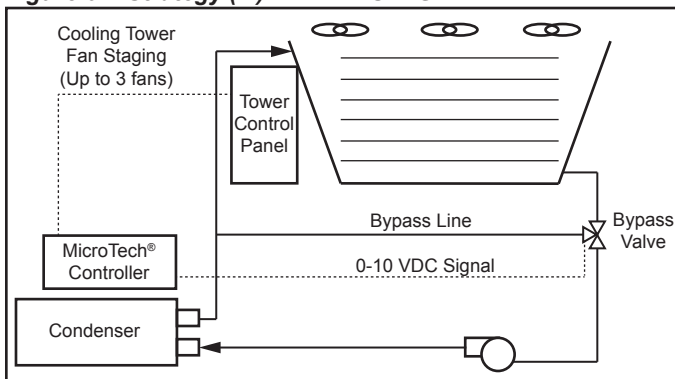 Cooling Tower
Fan Staging
(Up to 3 fans)
Tower
Control
Panel
Bypass Line
Bypass
Valve
MicroTech®
Controller
0-10 VDC Signal
Condenser